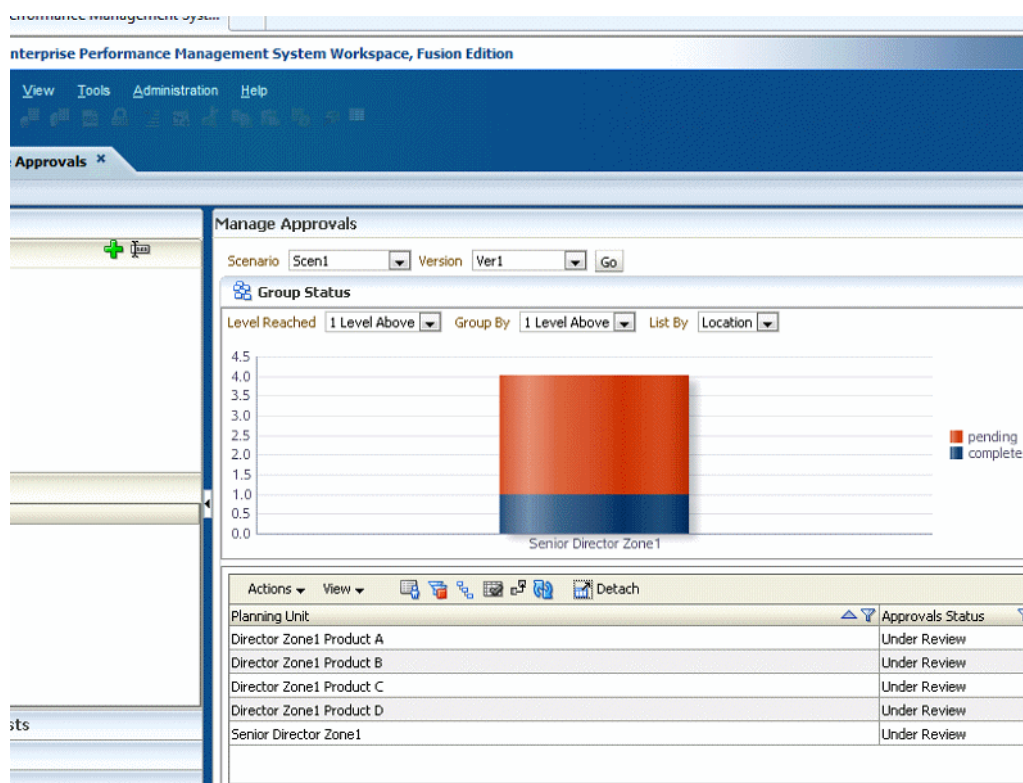 erformance Management Syst...
nterprise Performance Management System Workspace, Fusion Edition
View Tools Administration Help
Approvals ×
Manage Approvals
Scenario Scen1 Version Ver1 Go
Group Status
Level Reached 1 Level Above Group By 1 Level Above List By Location
4.5
4.0
3.5
3.0
2.5
2.0
1.5
1.0
0.5
0.0
pending
complete
Senior Director Zone1
Actions View Detach
Planning Unit Approvals Status
Director Zone1 Product A Under Review
Director Zone1 Product B Under Review
Director Zone1 Product C Under Review
Director Zone1 Product D Under Review
Senior Director Zone1 Under Review
sts